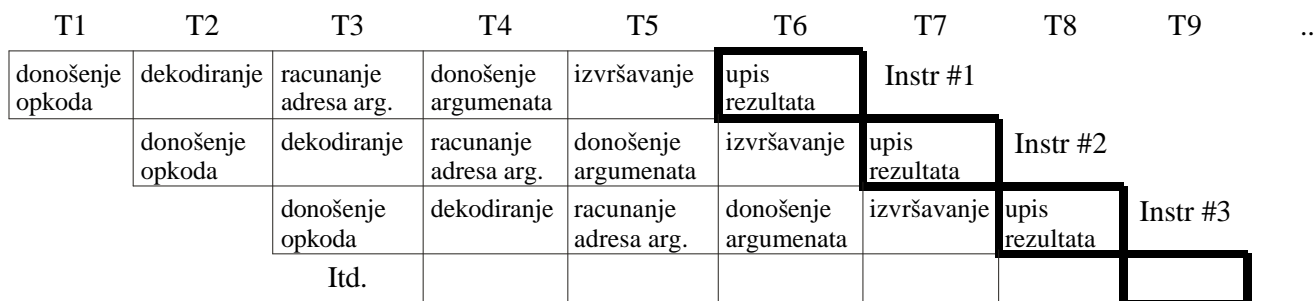 T1 T2 T3 T4 T5 T6 T7 T8 T9 ..
donošenje dekodiranje racunanje donošenje izvršavanje upis Instr #1
opkoda adresa arg. argumenata rezultata
donošenje dekodiranje racunanje donošenje izvršavanje upis Instr #2
opkoda adresa arg. argumenata rezultata
donošenje dekodiranje racunanje donošenje izvršavanje upis Instr #3
opkoda adresa arg. argumenata rezultata
Itd.